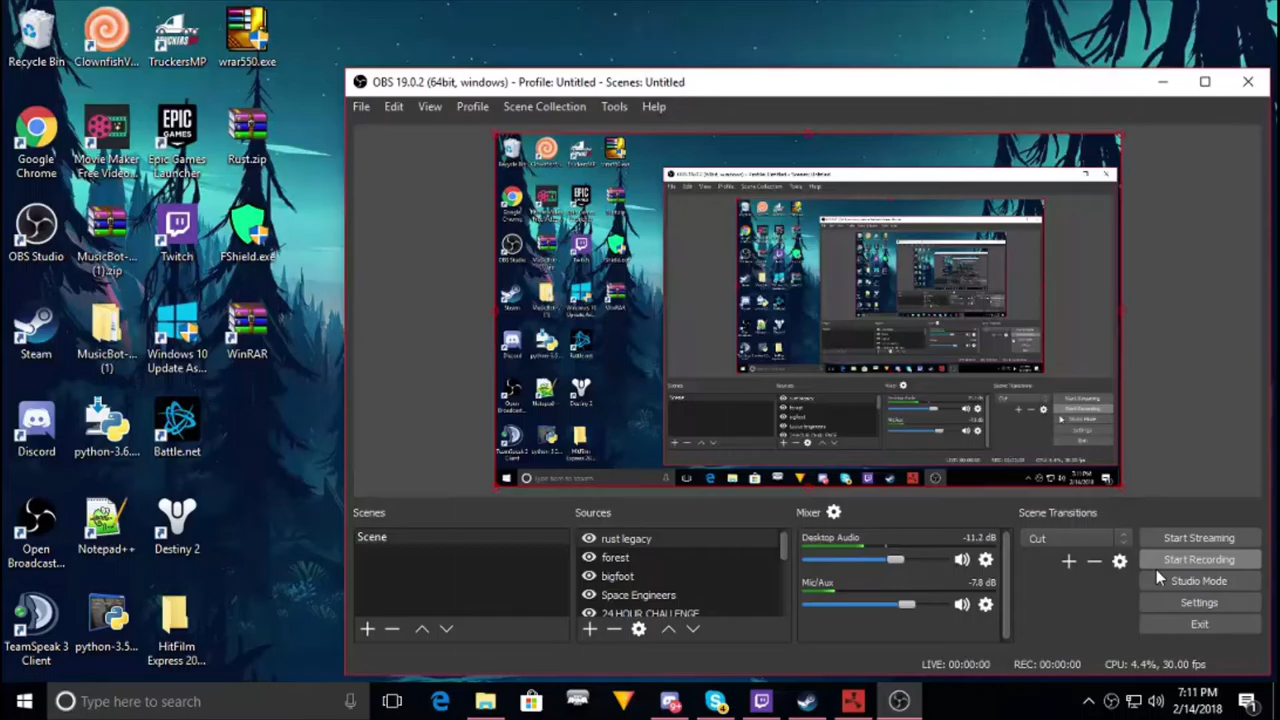 Recycle Bin
ClownfishV...
TruckersMP
wrar550.exe
Google
Chrome
Movie Maker
Free Video...
EPIC
GAMES
Epic Games
Launcher
Rust.zip
OBS Studio
MusicBot-...
(1).zip
Twitch
FShield.exe
Steam
MusicBot-...
(1)
Windows 10
Update As...
WinRAR
Discord
python-3.6....
Battle.net
Open
Broadcast...
Notepad++
Destiny 2
TeamSpeak 3
Client
python-3.5...
HitFilm
Express 20...
OBS 19.0.2 (64bit, windows) - Profile: Untitled - Scenes: Untitled
File Edit View Profile Scene Collection Tools Help
Scenes
Scene
Sources
rust legacy
forest
bigfoot
Space Engineers
24 HOUR CHALLENGE
Mixer
Desktop Audio -11.2 dB
Mic/Aux -7.8 dB
Scene Transitions
Cut
Start Streaming
Start Recording
Studio Mode
Settings
Exit
LIVE: 00:00:00 REC: 00:00:00 CPU: 4.4%, 30.00 fps
Type here to search
7:11 PM
2/14/2018